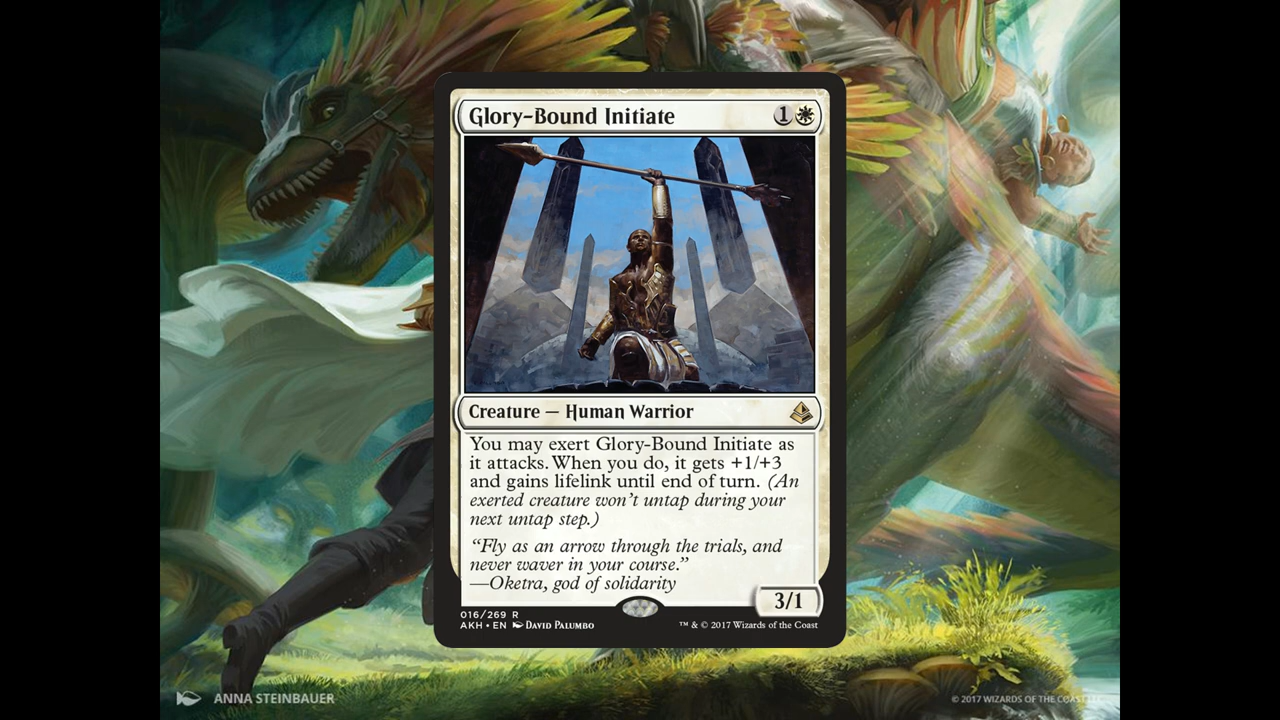 Glory-Bound Initiate 1
Creature — Human Warrior
You may exert Glory-Bound Initiate as
it attacks. When you do, it gets +1/+3
and gains lifelink until end of turn. (An
exerted creature won't untap during your
next untap step.)
“Fly as an arrow through the trials, and
never waver in your course.”
—Oketra, god of solidarity
3/1
016/269 R
AKH • EN David Palumbo
™ & © 2017 Wizards of the Coast
ANNA STEINBAUER
© 2017 WIZARDS OF THE COAST LLC